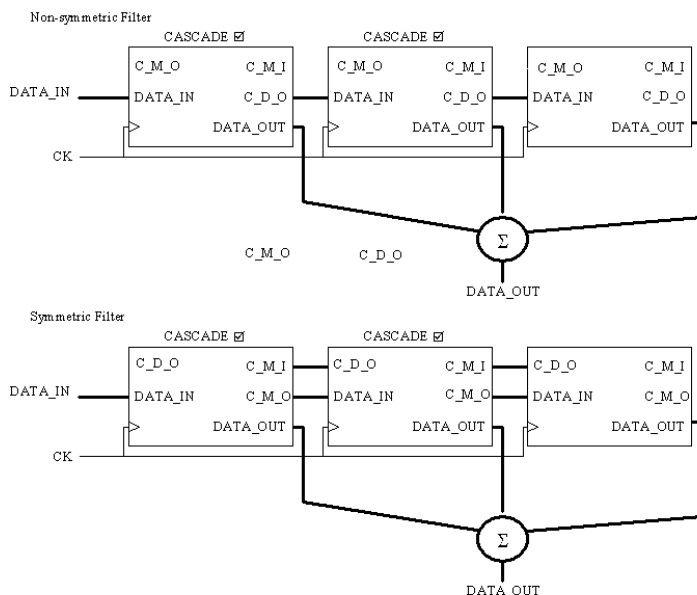 Non-symmetric Filter
CASCADE ☑ CASCADE ☑
C_M_O C_M_I C_M_O C_M_I C_M_O C_M_I
DATA_IN DATA_IN C_D_O DATA_IN C_D_O DATA_IN C_D_O
DATA_OUT DATA_OUT DATA_OUT
CK
Σ
C_M_O C_D_O
DATA_OUT
Symmetric Filter
CASCADE ☑ CASCADE ☑
C_D_O C_M_I C_D_O C_M_I C_D_O C_M_I
DATA_IN DATA_IN C_M_O DATA_IN C_M_O DATA_IN C_M_O
DATA_OUT DATA_OUT DATA_OUT
CK
Σ
DATA_OUT